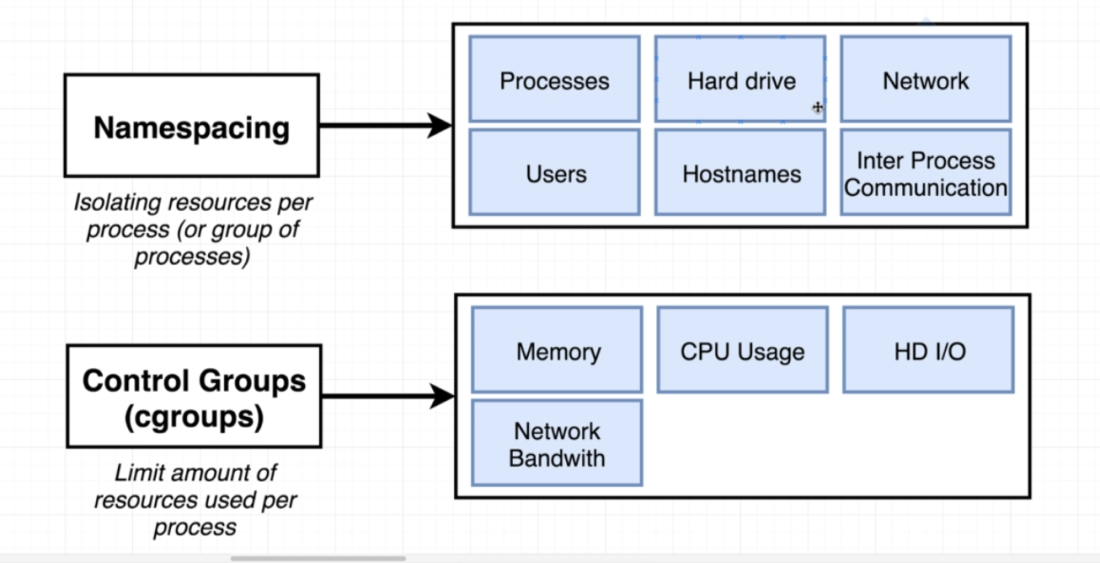 Namespacing
Isolating resources per
process (or group of
processes)
Processes
Hard drive
Network
Users
Hostnames
Inter Process
Communication
Control Groups
(cgroups)
Limit amount of
resources used per
process
Memory
CPU Usage
HD I/O
Network
Bandwith